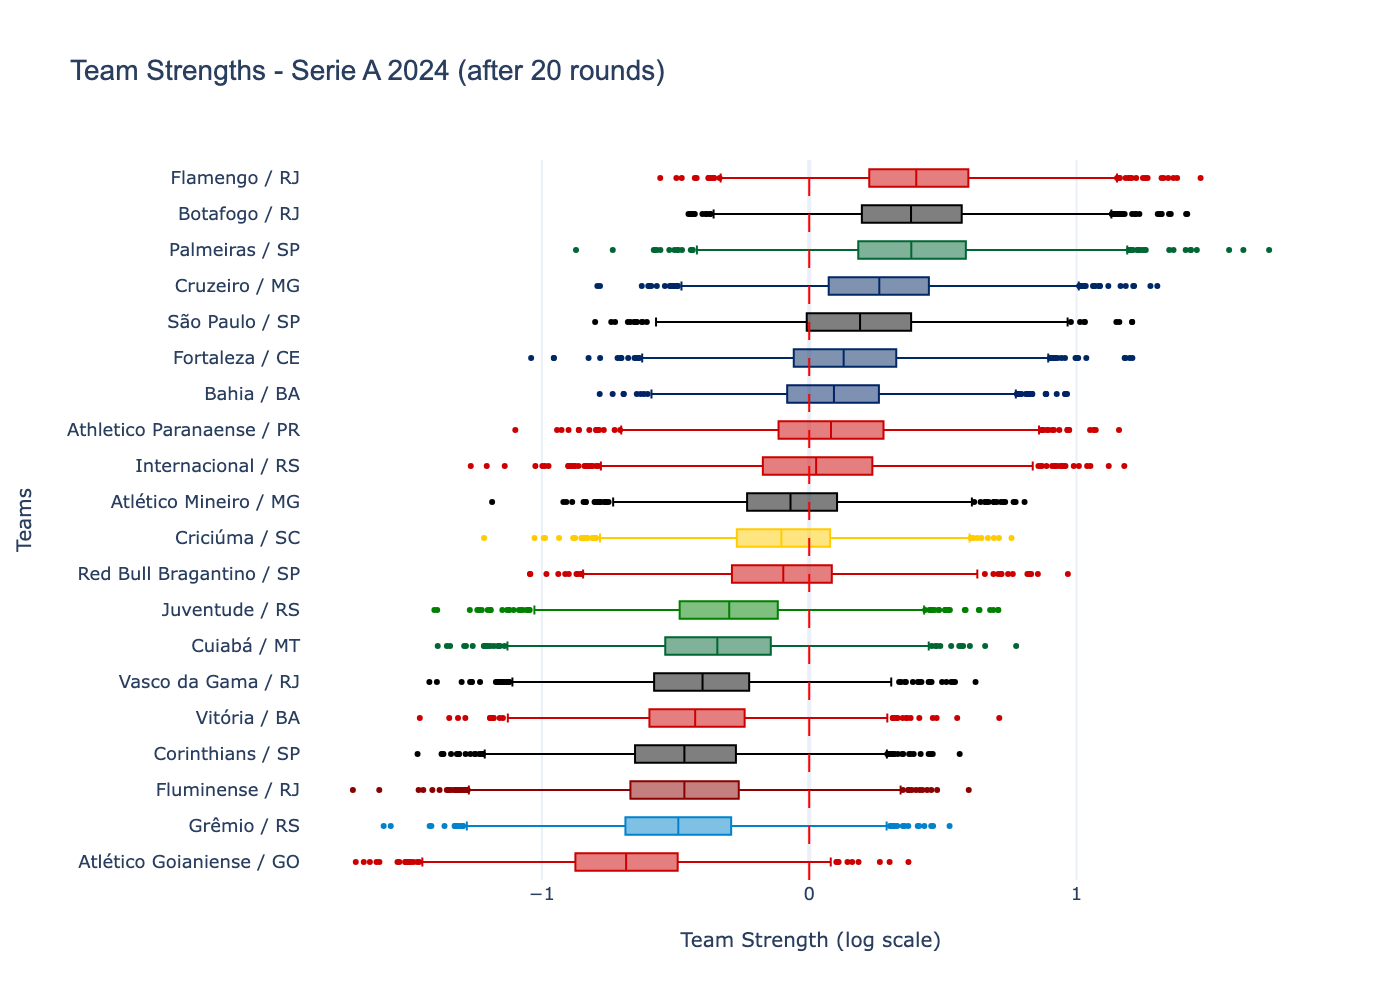 Team Strengths - Serie A 2024 (after 20 rounds)
Flamengo / RJ
Botafogo / RJ
Palmeiras / SP
Cruzeiro / MG
São Paulo / SP
Fortaleza / CE
Bahia / BA
Athletico Paranaense / PR
Internacional / RS
Atlético Mineiro / MG
Criciúma / SC
Red Bull Bragantino / SP
Juventude / RS
Cuiabá / MT
Vasco da Gama / RJ
Vitória / BA
Corinthians / SP
Fluminense / RJ
Grêmio / RS
Atlético Goianiense / GO
Teams
−1 0 1
Team Strength (log scale)